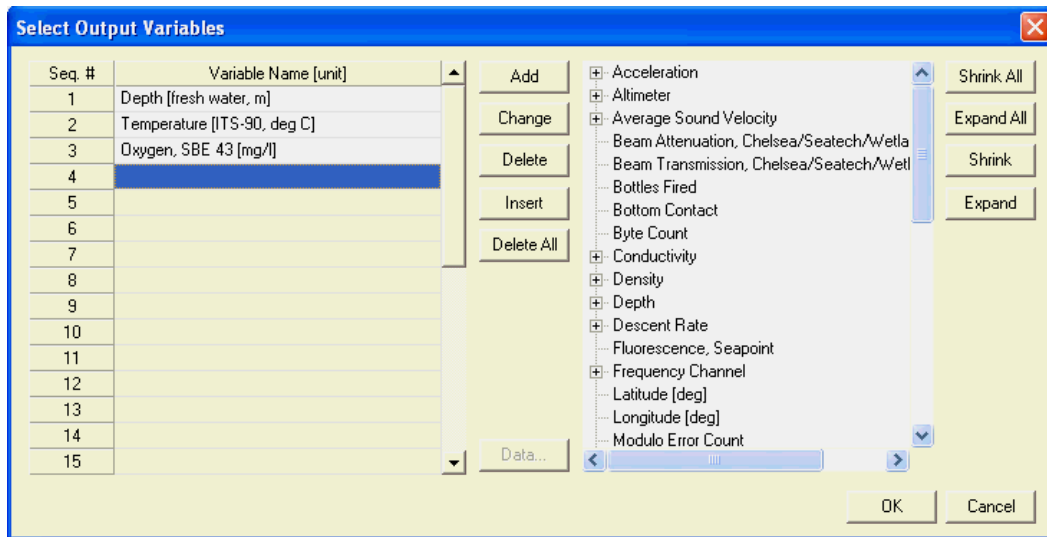 Select Output Variables
Seq. # Variable Name [unit]
1 Depth [fresh water, m]
2 Temperature [ITS-90, deg C]
3 Oxygen, SBE 43 [mg/l]
4
5
6
7
8
9
10
11
12
13
14
15
Add
Change
Delete
Insert
Delete All
Data...
Acceleration
Altimeter
Average Sound Velocity
Beam Attenuation, Chelsea/Seatech/Wetla
Beam Transmission, Chelsea/Seatech/Wetl
Bottles Fired
Bottom Contact
Byte Count
Conductivity
Density
Depth
Descent Rate
Fluorescence, Seapoint
Frequency Channel
Latitude [deg]
Longitude [deg]
Modulo Error Count
Shrink All
Expand All
Shrink
Expand
OK
Cancel